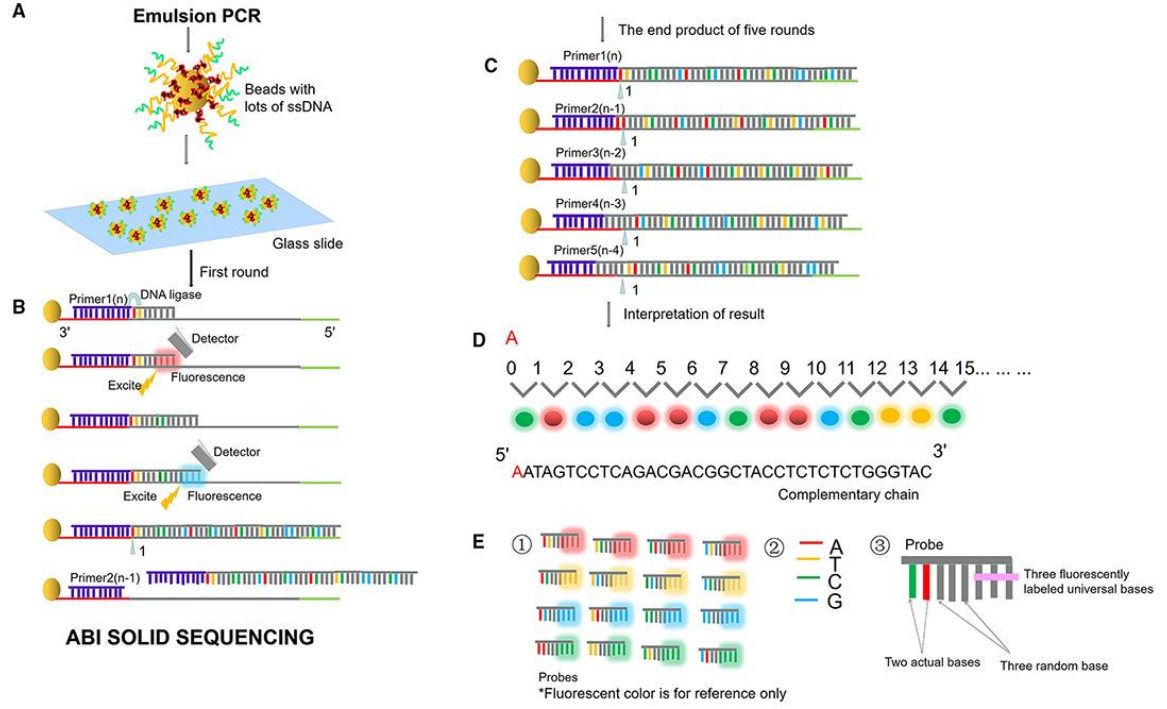 A
Emulsion PCR
Beads with
lots of ssDNA
Glass slide
First round
B
Primer1(n)
DNA ligase
3'
5'
Detector
Excite
Fluorescence
Detector
Excite
Fluorescence
1
Primer2(n-1)
ABI SOLID SEQUENCING
The end product of five rounds
C
Primer1(n)
1
Primer2(n-1)
1
Primer3(n-2)
1
Primer4(n-3)
1
Primer5(n-4)
1
Interpretation of result
D
A
0 1 2 3 4 5 6 7 8 9 10 11 12 13 14 15... ... ...
5'
3'
AATAGTCCTCAGACGACGGCTACCTCTCTCTGGGTAC
Complementary chain
E
①
Probes
*Fluorescent color is for reference only
②
A
T
C
G
③
Probe
Three fluorescently
labeled universal bases
Two actual bases
Three random base